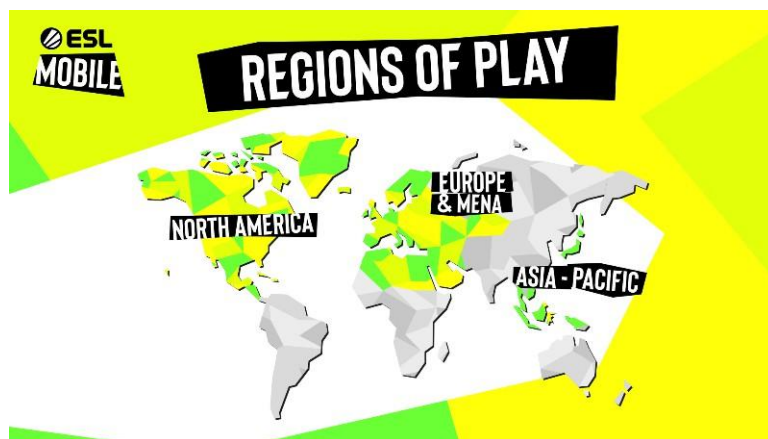 ESL
MOBILE
REGIONS OF PLAY
EUROPE
& MENA
NORTH AMERICA
ASIA - PACIFIC